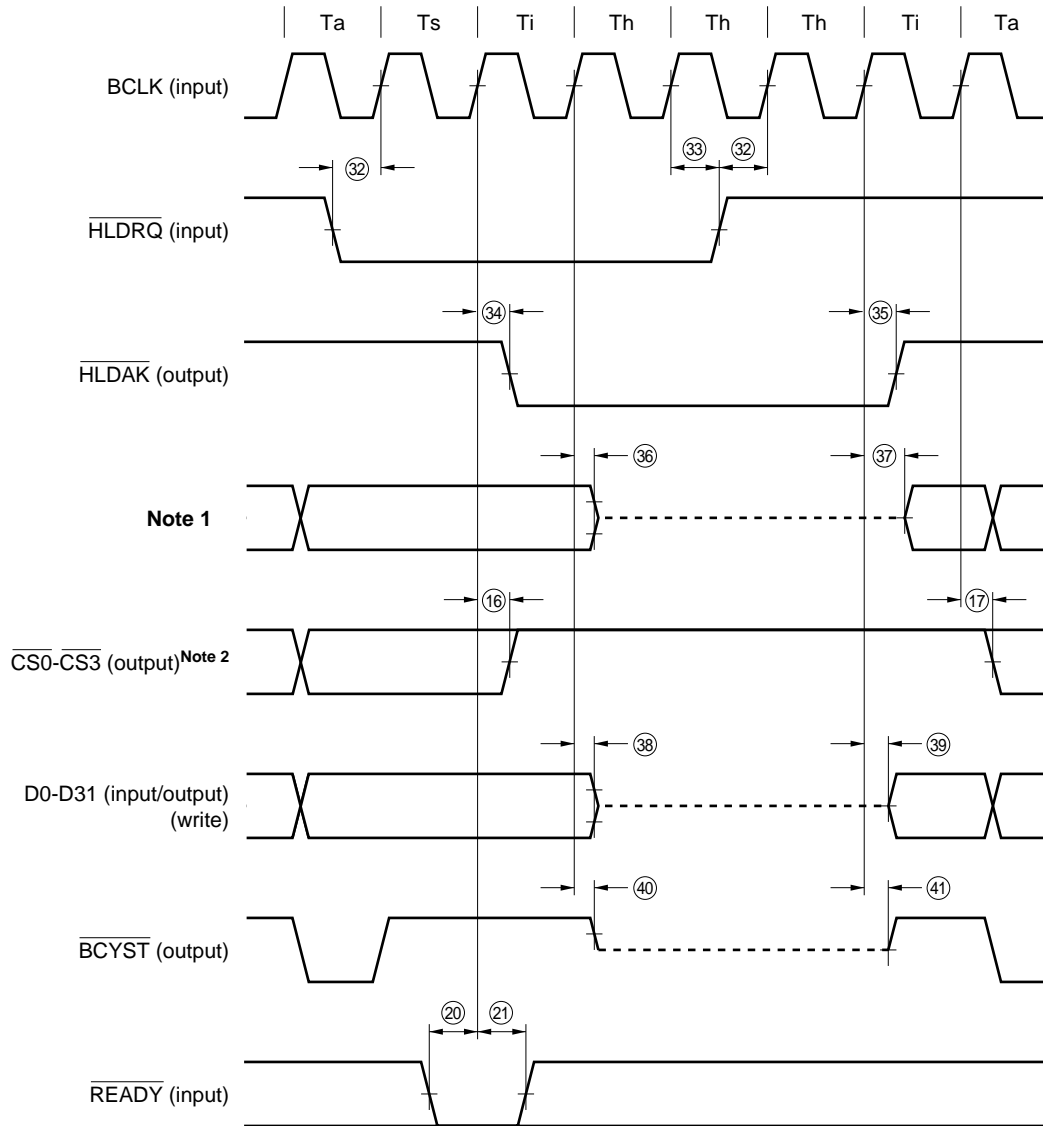 Ta Ts Ti Th Th Th Ti Ta
BCLK (input)
32 33 32
HLDRQ (input)
34 35
HLDAK (output)
36 37
Note 1
16 17
CS0-CS3 (output)Note 2
38 39
D0-D31 (input/output)
(write)
40 41
BCYST (output)
20 21
READY (input)